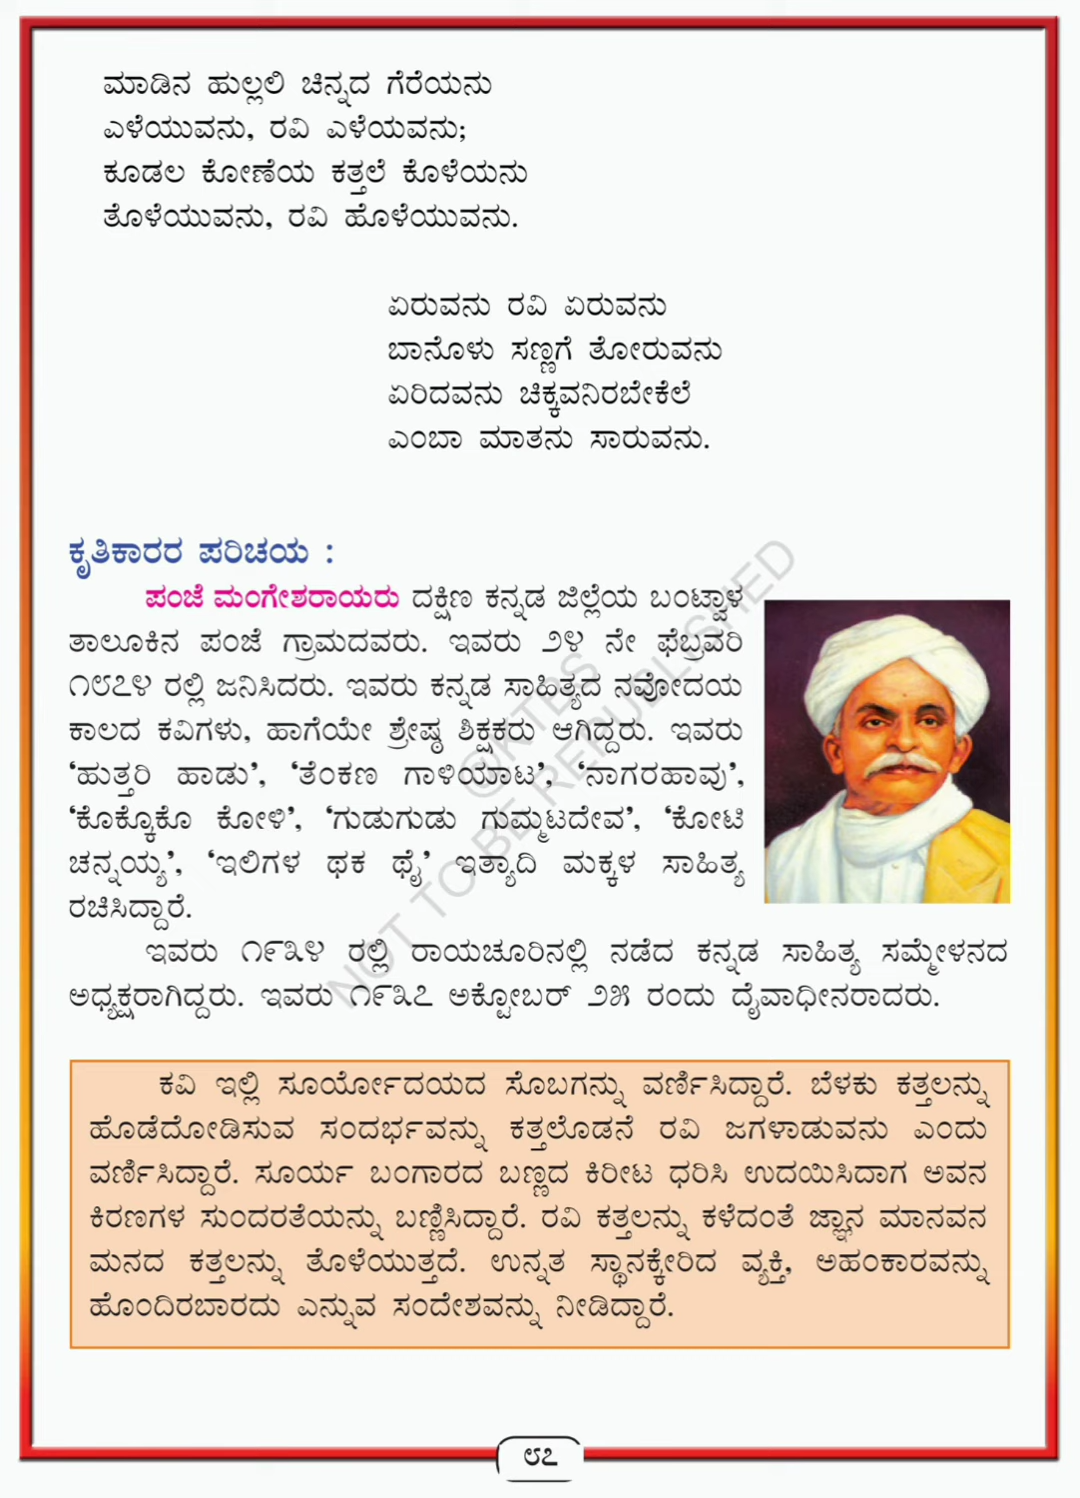 ಮಾಡಿನ ಹುಲ್ಲಲಿ ಚಿನ್ನದ ಗೆರೆಯನು
ಎಳೆಯುವನು, ರವಿ ಎಳೆಯವನು;
ಕೂಡಲ ಕೋಣೆಯ ಕತ್ತಲೆ ಕೊಳೆಯನು
ತೊಳೆಯುವನು, ರವಿ ಹೊಳೆಯುವನು.
ಏರುವನು ರವಿ ಏರುವನು
ಬಾನೊಳು ಸಣ್ಣಗೆ ತೋರುವನು
ಏರಿದವನು ಚಿಕ್ಕವನಿರಬೇಕೆಲೆ
ಎಂಬಾ ಮಾತನು ಸಾರುವನು.
ಕೃತಿಕಾರರ ಪರಿಚಯ :
ಪಂಜೆ ಮಂಗೇಶರಾಯರು ದಕ್ಷಿಣ ಕನ್ನಡ ಜಿಲ್ಲೆಯ ಬಂಟ್ವಾಳ
ತಾಲೂಕಿನ ಪಂಜೆ ಗ್ರಾಮದವರು. ಇವರು ೨೪ ನೇ ಫೆಬ್ರವರಿ
೧೮೭೪ ರಲ್ಲಿ ಜನಿಸಿದರು. ಇವರು ಕನ್ನಡ ಸಾಹಿತ್ಯದ ನವೋದಯ
ಕಾಲದ ಕವಿಗಳು, ಹಾಗೆಯೇ ಶ್ರೇಷ್ಠ ಶಿಕ್ಷಕರು ಆಗಿದ್ದರು. ಇವರು
‘ಹುತ್ತರಿ ಹಾಡು’, ‘ತೆಂಕಣ ಗಾಳಿಯಾಟ’, ‘ನಾಗರಹಾವು’,
‘ಕೊಕ್ಕೊಕೊ ಕೋಳಿ’, ‘ಗುಡುಗುಡು ಗುಮ್ಮಟದೇವ’, ‘ಕೋಟಿ
ಚನ್ನಯ್ಯ’, ‘ಇಲಿಗಳ ಥಕ ಥೈ’ ಇತ್ಯಾದಿ ಮಕ್ಕಳ ಸಾಹಿತ್ಯ
ರಚಿಸಿದ್ದಾರೆ.
ಇವರು ೧೯೩೪ ರಲ್ಲಿ ರಾಯಚೂರಿನಲ್ಲಿ ನಡೆದ ಕನ್ನಡ ಸಾಹಿತ್ಯ ಸಮ್ಮೇಳನದ
ಅಧ್ಯಕ್ಷರಾಗಿದ್ದರು. ಇವರು ೧೯೩೭ ಅಕ್ಟೋಬರ್ ೨೫ ರಂದು ದೈವಾಧೀನರಾದರು.
@KTBS
NOT TO BE REPUBLISHED
ಕವಿ ಇಲ್ಲಿ ಸೂರ್ಯೋದಯದ ಸೊಬಗನ್ನು ವರ್ಣಿಸಿದ್ದಾರೆ. ಬೆಳಕು ಕತ್ತಲನ್ನು
ಹೊಡೆದೋಡಿಸುವ ಸಂದರ್ಭವನ್ನು ಕತ್ತಲೊಡನೆ ರವಿ ಜಗಳಾಡುವನು ಎಂದು
ವರ್ಣಿಸಿದ್ದಾರೆ. ಸೂರ್ಯ ಬಂಗಾರದ ಬಣ್ಣದ ಕಿರೀಟ ಧರಿಸಿ ಉದಯಿಸಿದಾಗ ಅವನ
ಕಿರಣಗಳ ಸುಂದರತೆಯನ್ನು ಬಣ್ಣಿಸಿದ್ದಾರೆ. ರವಿ ಕತ್ತಲನ್ನು ಕಳೆದಂತೆ ಜ್ಞಾನ ಮಾನವನ
ಮನದ ಕತ್ತಲನ್ನು ತೊಳೆಯುತ್ತದೆ. ಉನ್ನತ ಸ್ಥಾನಕ್ಕೇರಿದ ವ್ಯಕ್ತಿ, ಅಹಂಕಾರವನ್ನು
ಹೊಂದಿರಬಾರದು ಎನ್ನುವ ಸಂದೇಶವನ್ನು ನೀಡಿದ್ದಾರೆ.
೮೭